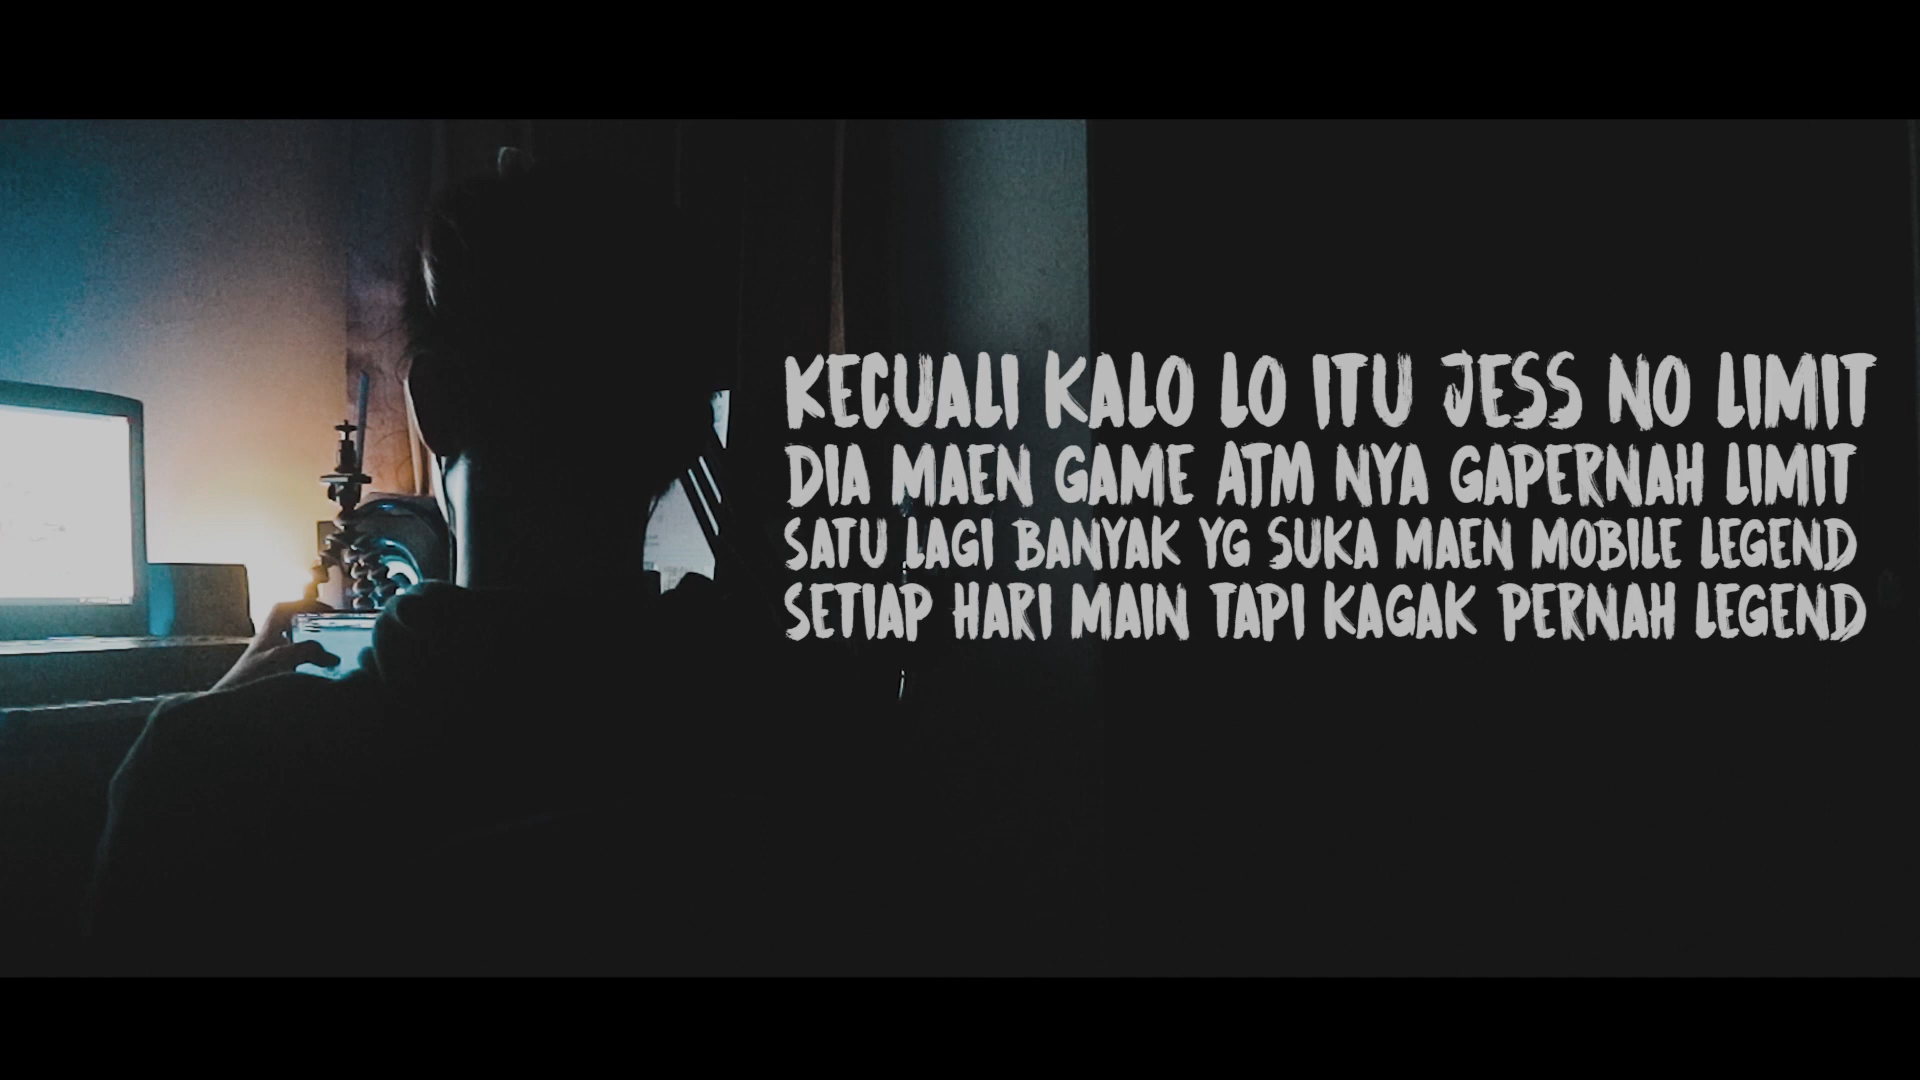 KECUALI KALO LO ITU JESS NO LIMIT
DIA MAEN GAME ATM NYA GAPERNAH LIMIT
SATU LAGI BANYAK YG SUKA MAEN MOBILE LEGEND
SETIAP HARI MAIN TAPI KAGAK PERNAH LEGEND